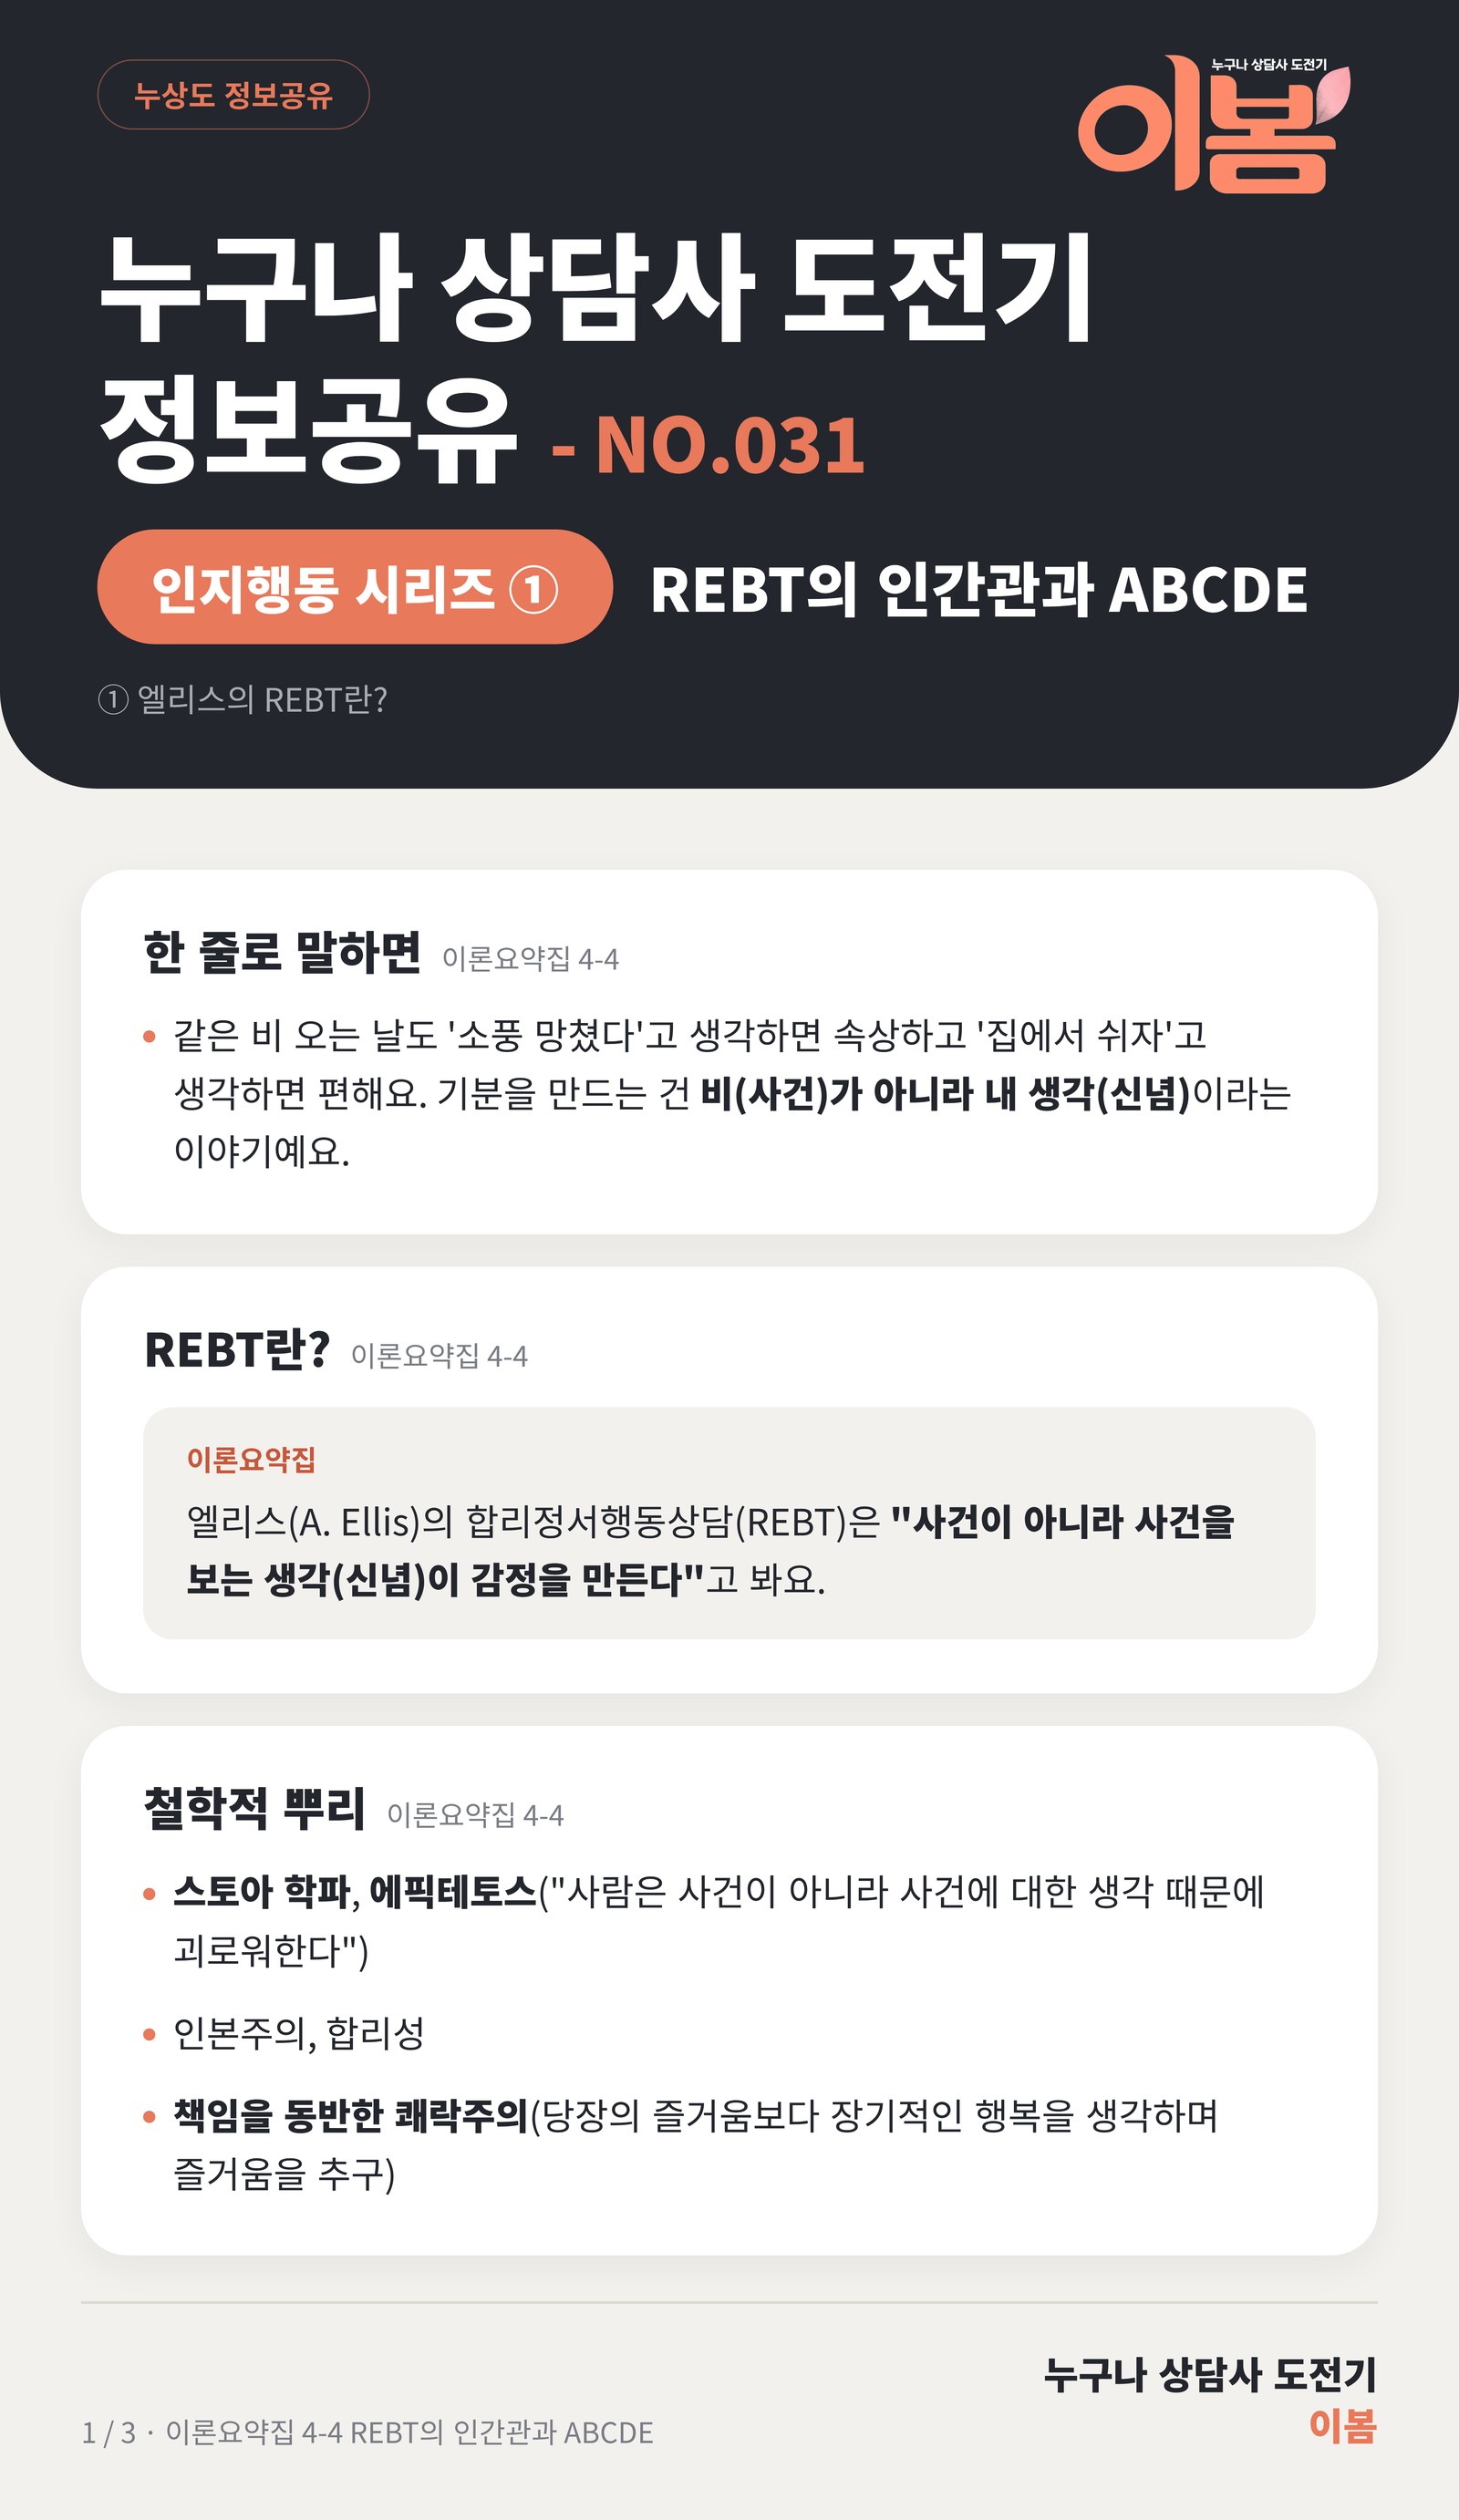 누상도 정보공유
누구나 상담사 도전기
이봄
누구나 상담사 도전기
정보공유 - NO.031
인지행동 시리즈 ① REBT의 인간관과 ABCDE
① 엘리스의 REBT란?
한 줄로 말하면 이론요약집 4-4
• 같은 비 오는 날도 '소풍 망쳤다'고 생각하면 속상하고 '집에서 쉬자'고
생각하면 편해요. 기분을 만드는 건 비(사건)가 아니라 내 생각(신념)이라는
이야기예요.
REBT란? 이론요약집 4-4
이론요약집
엘리스(A. Ellis)의 합리정서행동상담(REBT)은 "사건이 아니라 사건을
보는 생각(신념)이 감정을 만든다"고 봐요.
철학적 뿌리 이론요약집 4-4
• 스토아 학파, 에픽테토스("사람은 사건이 아니라 사건에 대한 생각 때문에
괴로워한다")
• 인본주의, 합리성
• 책임을 동반한 쾌락주의(당장의 즐거움보다 장기적인 행복을 생각하며
즐거움을 추구)
누구나 상담사 도전기
1 / 3 · 이론요약집 4-4 REBT의 인간관과 ABCDE 이봄